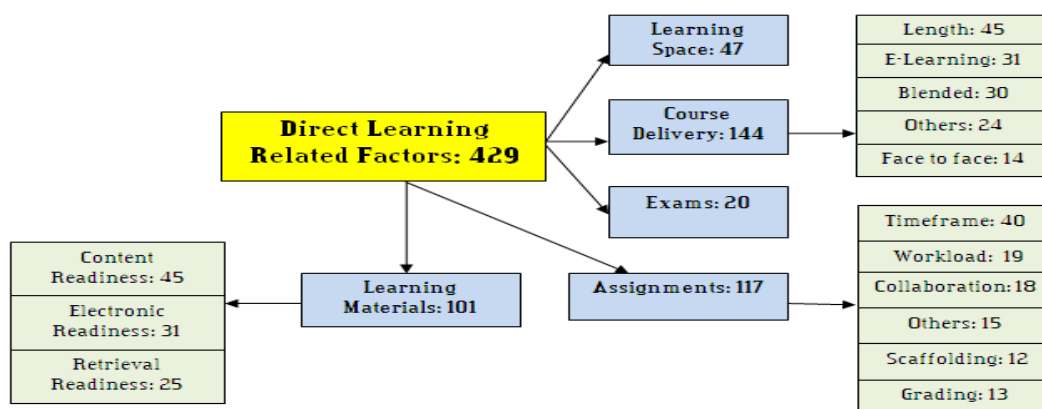 Direct Learning
Related Factors: 429
Learning
Space: 47
Course
Delivery: 144
Exams: 20
Length: 45
E-Learning: 31
Blended: 30
Others: 24
Face to face: 14
Learning
Materials: 101
Content
Readiness: 45
Electronic
Readiness: 31
Retrieval
Readiness: 25
Assignments: 117
Timeframe: 40
Workload: 19
Collaboration: 18
Others: 15
Scaffolding: 12
Grading: 13